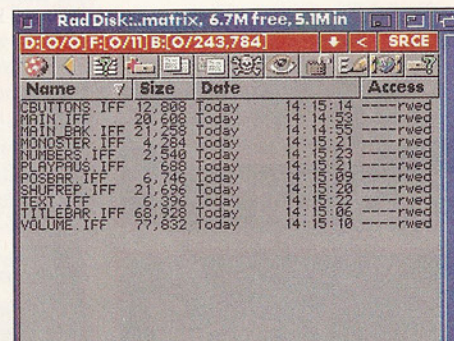 Rad Disk:..matrix, 6.7M free, 5.1M in
D:[0/0] F:[0/11] B:[0/243,784] < SRCE
Name Size Date Access
CBUTTONS.IFF 12,808 Today 14:15:14 ----rwed
MAIN.IFF 20,608 Today 14:14:53 ----rwed
MAIN_BAK.IFF 21,258 Today 14:14:55 ----rwed
MONOSTER.IFF 4,284 Today 14:15:21 ----rwed
NUMBERS.IFF 2,540 Today 14:15:23 ----rwed
PLAYPAUS.IFF 688 Today 14:15:21 ----rwed
POSBAR.IFF 6,746 Today 14:15:09 ----rwed
SHUFREP.IFF 21,696 Today 14:15:20 ----rwed
TEXT.IFF 6,396 Today 14:15:22 ----rwed
TITLEBAR.IFF 68,928 Today 14:15:06 ----rwed
VOLUME.IFF 77,832 Today 14:15:10 ----rwed